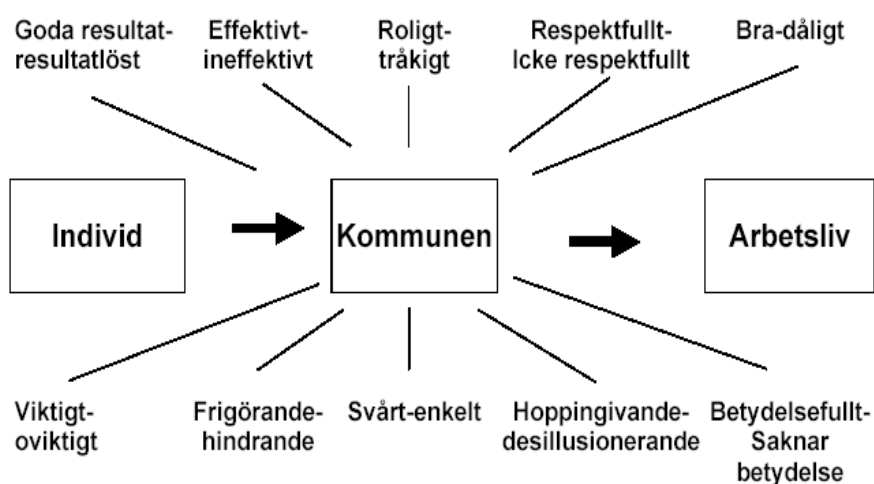 Goda resultat-
resultatlöst
Effektivt-
ineffektivt
Roligt-
tråkigt
Respektfullt-
Icke respektfullt
Bra-dåligt
Individ
Kommunen
Arbetsliv
Viktigt-
oviktigt
Frigörande-
hindrande
Svårt-enkelt
Hoppingivande-
desillusionerande
Betydelsefullt-
Saknar
betydelse